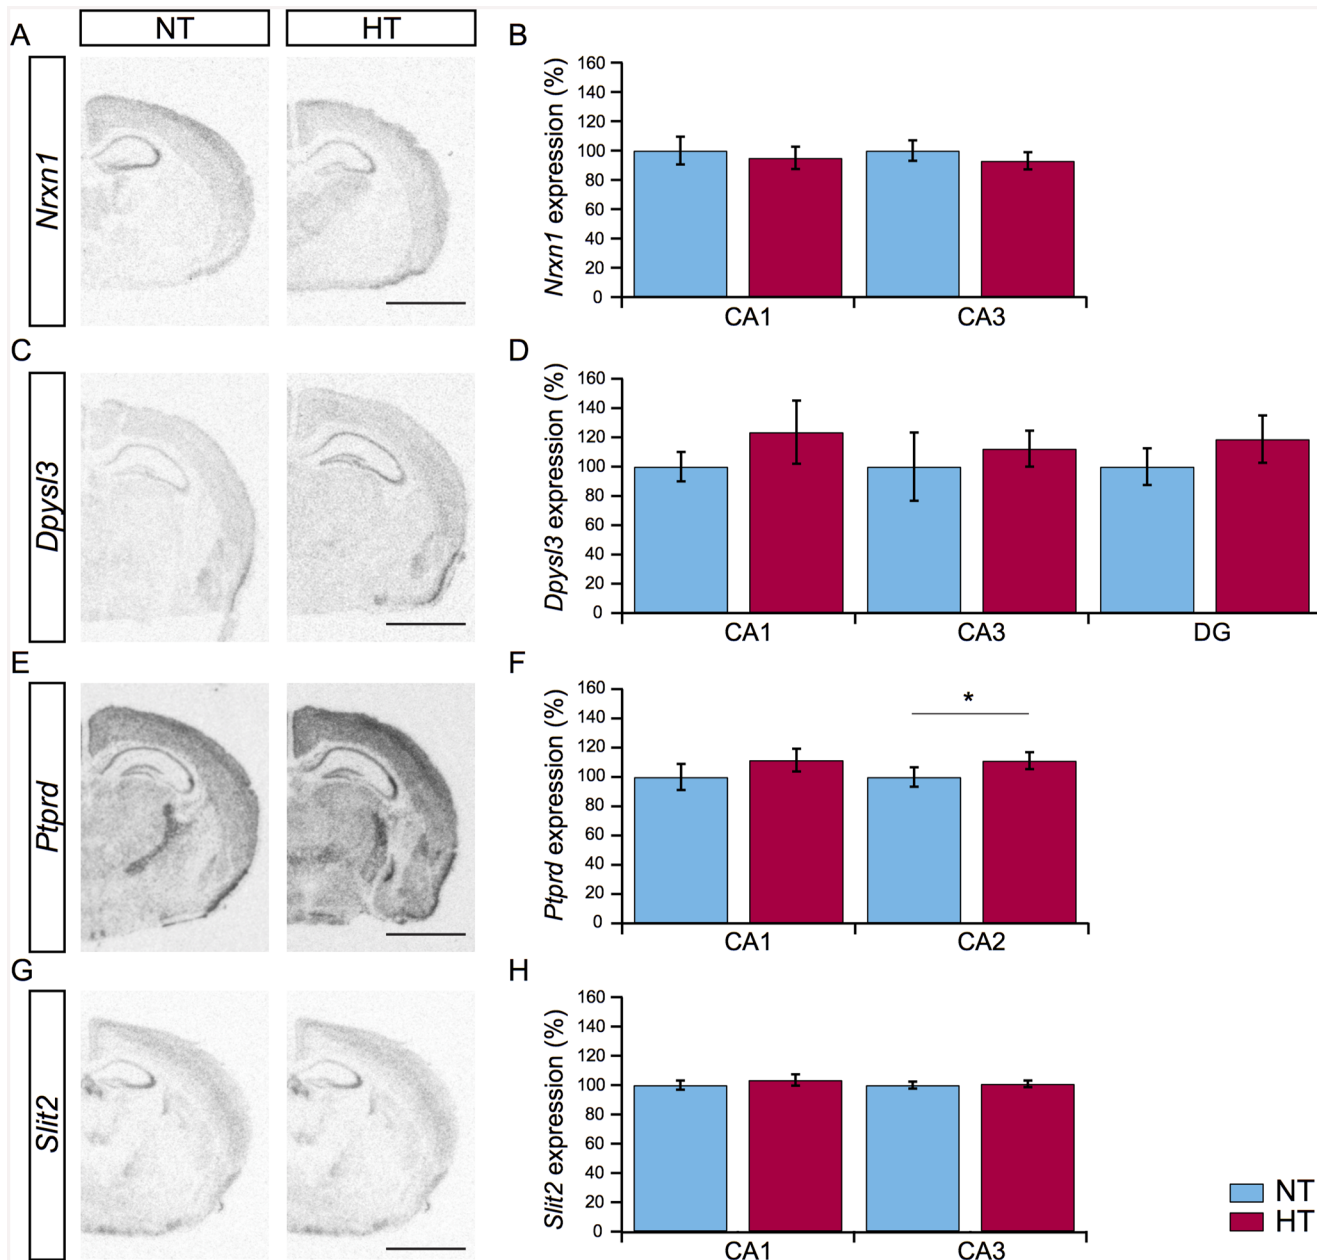 A
NT
HT
Nrxn1
B
Nrxn1 expression (%)
160
140
120
100
80
60
40
20
0
CA1
CA3
C
Dpysl3
D
Dpysl3 expression (%)
160
140
120
100
80
60
40
20
0
CA1
CA3
DG
E
Ptprd
F
Ptprd expression (%)
160
140
120
100
80
60
40
20
0
*
CA1
CA2
G
Slit2
H
Slit2 expression (%)
160
140
120
100
80
60
40
20
0
CA1
CA3
NT
HT